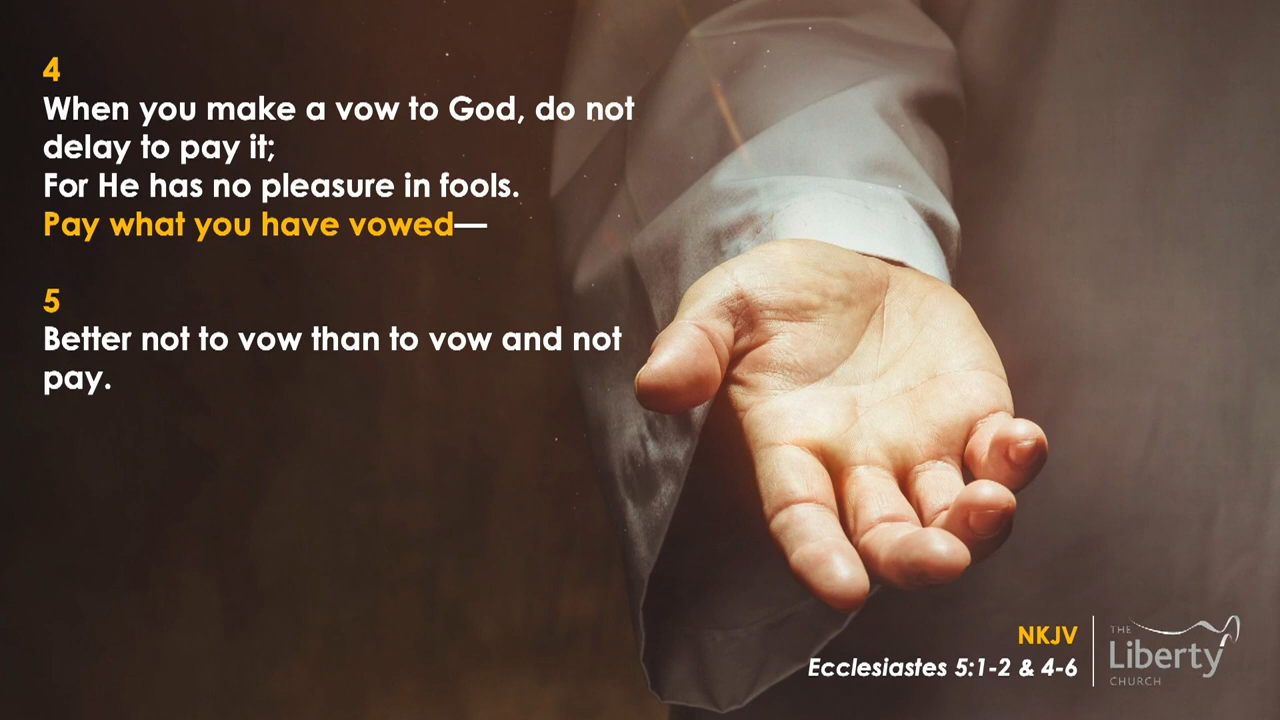 4
When you make a vow to God, do not
delay to pay it;
For He has no pleasure in fools.
Pay what you have vowed—
5
Better not to vow than to vow and not
pay.
NKJV
Ecclesiastes 5:1-2 & 4-6
THE
Liberty
CHURCH